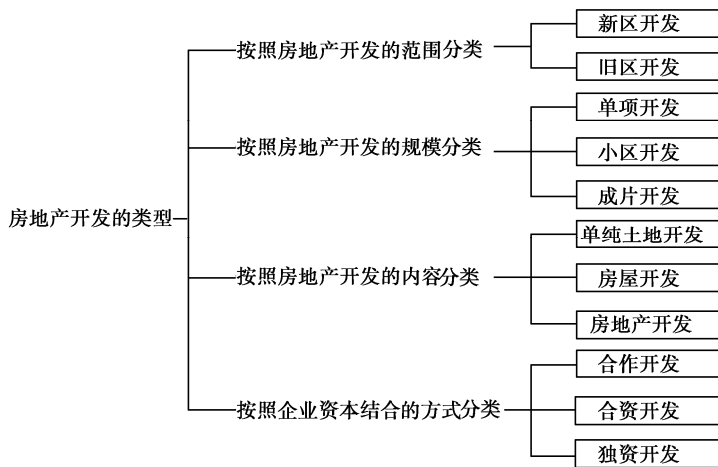 房地产开发的类型
按照房地产开发的范围分类
新区开发
旧区开发
按照房地产开发的规模分类
单项开发
小区开发
成片开发
按照房地产开发的内容分类
单纯土地开发
房屋开发
房地产开发
按照企业资本结合的方式分类
合作开发
合资开发
独资开发